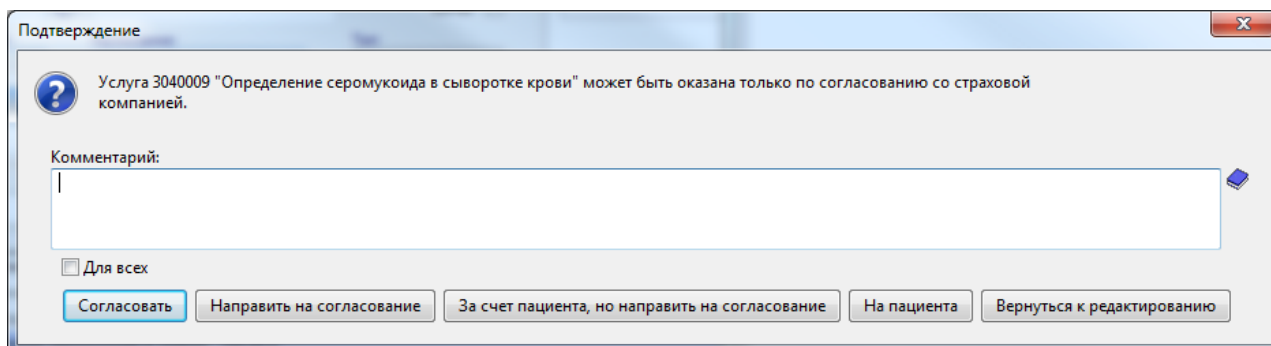 Подтверждение
Услуга 3040009 "Определение серомукоида в сыворотке крови" может быть оказана только по согласованию со страховой
компанией.
Комментарий:
Для всех
Согласовать Направить на согласование За счет пациента, но направить на согласование На пациента Вернуться к редактированию